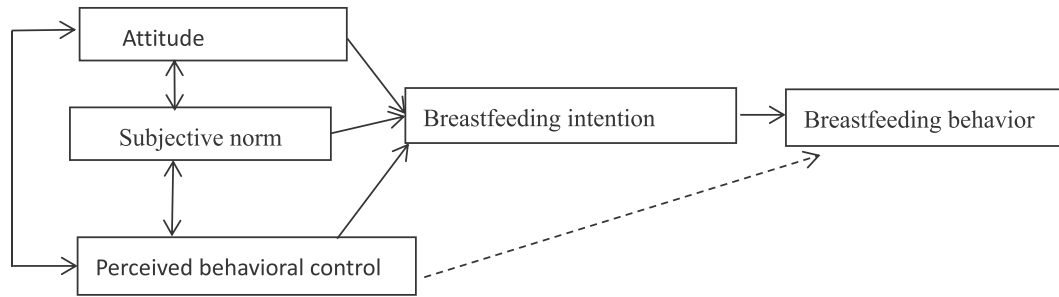 Attitude
Subjective norm
Perceived behavioral control
Breastfeeding intention
Breastfeeding behavior